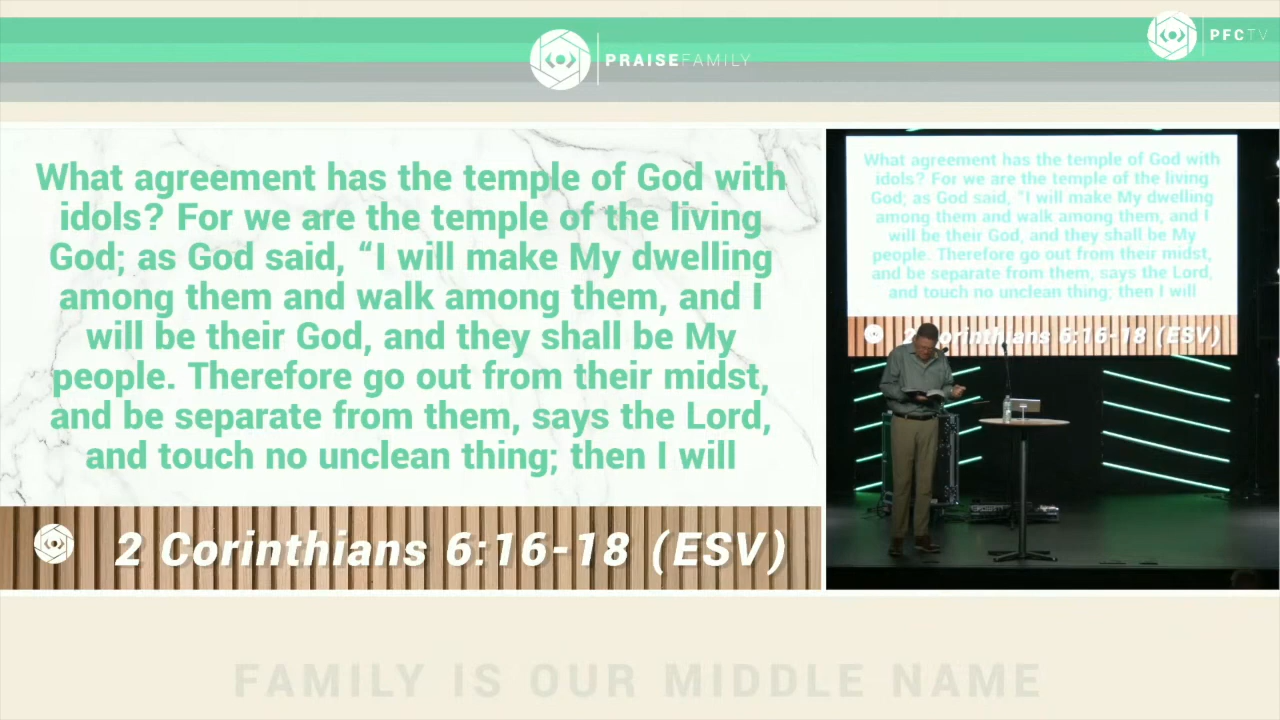 PRAISEFAMILY
PFCTV
What agreement has the temple of God with
idols? For we are the temple of the living
God; as God said, “I will make My dwelling
among them and walk among them, and I
will be their God, and they shall be My
people. Therefore go out from their midst,
and be separate from them, says the Lord,
and touch no unclean thing; then I will
2 Corinthians 6:16-18 (ESV)
What agreement has the temple of God with
idols? For we are the temple of the living
God; as God said, “I will make My dwelling
among them and walk among them, and I
will be their God, and they shall be My
people. Therefore go out from their midst,
and be separate from them, says the Lord,
and touch no unclean thing; then I will
2 Corinthians 6:16-18 (ESV)
FAMILY IS OUR MIDDLE NAME